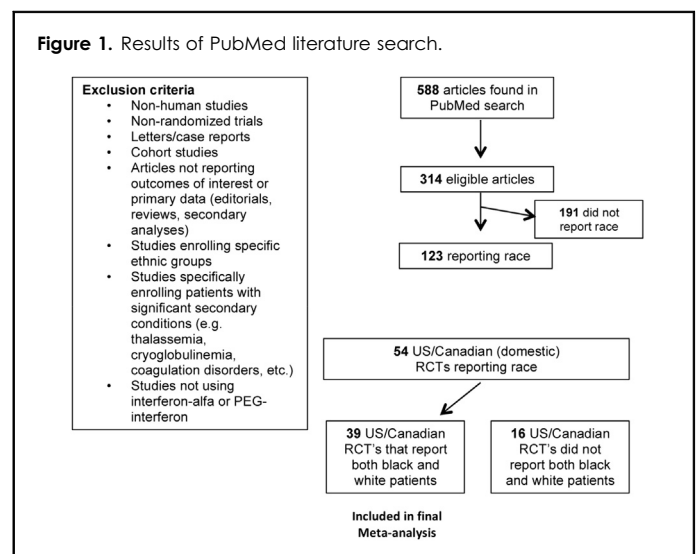 Figure 1. Results of PubMed literature search.
Exclusion criteria
• Non-human studies
• Non-randomized trials
• Letters/case reports
• Cohort studies
• Articles not reporting
outcomes of interest or
primary data (editorials,
reviews, secondary
analyses)
• Studies enrolling specific
ethnic groups
• Studies specifically
enrolling patients with
significant secondary
conditions (e.g.
thalassemia,
cryoglobulinemia,
coagulation disorders, etc.)
• Studies not using
interferon-alfa or PEG-
interferon
588 articles found in
PubMed search
314 eligible articles
191 did not
report race
123 reporting race
54 US/Canadian (domestic)
RCTs reporting race
39 US/Canadian
RCT's that report
both black and
white patients
16 US/Canadian
RCT's did not
report both black
and white patients
Included in final
Meta-analysis